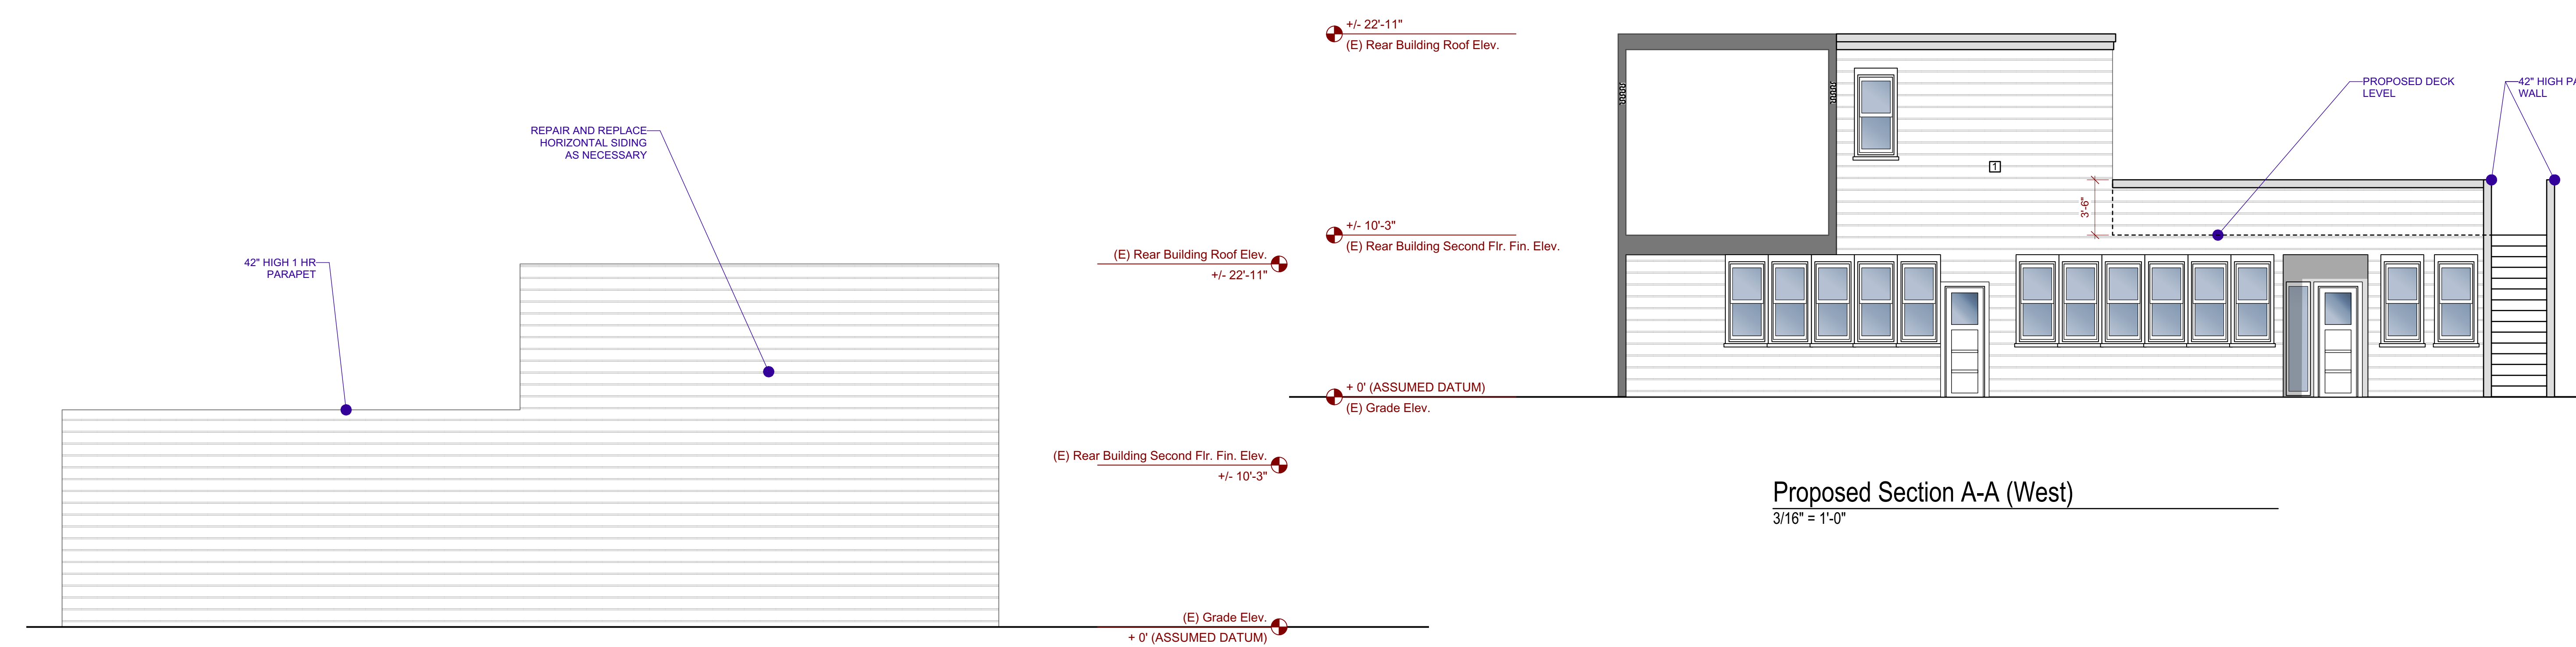 REPAIR AND REPLACE
HORIZONTAL SIDING
AS NECESSARY
42" HIGH 1 HR
PARAPET
(E) Rear Building Roof Elev.
+/- 22'-11"
(E) Rear Building Second Flr. Fin. Elev.
+/- 10'-3"
(E) Grade Elev.
+ 0' (ASSUMED DATUM)
+/- 22'-11"
(E) Rear Building Roof Elev.
+/- 10'-3"
(E) Rear Building Second Flr. Fin. Elev.
+ 0' (ASSUMED DATUM)
(E) Grade Elev.
1
3'-6"
PROPOSED DECK
LEVEL
42" HIGH
WALL
Proposed Section A-A (West)
3/16" = 1'-0"